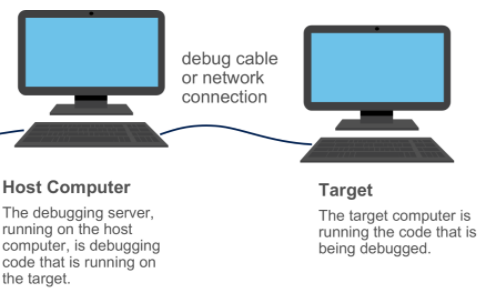 debug cable
or network
connection
Host Computer
The debugging server,
running on the host
computer, is debugging
code that is running on
the target.
Target
The target computer is
running the code that is
being debugged.